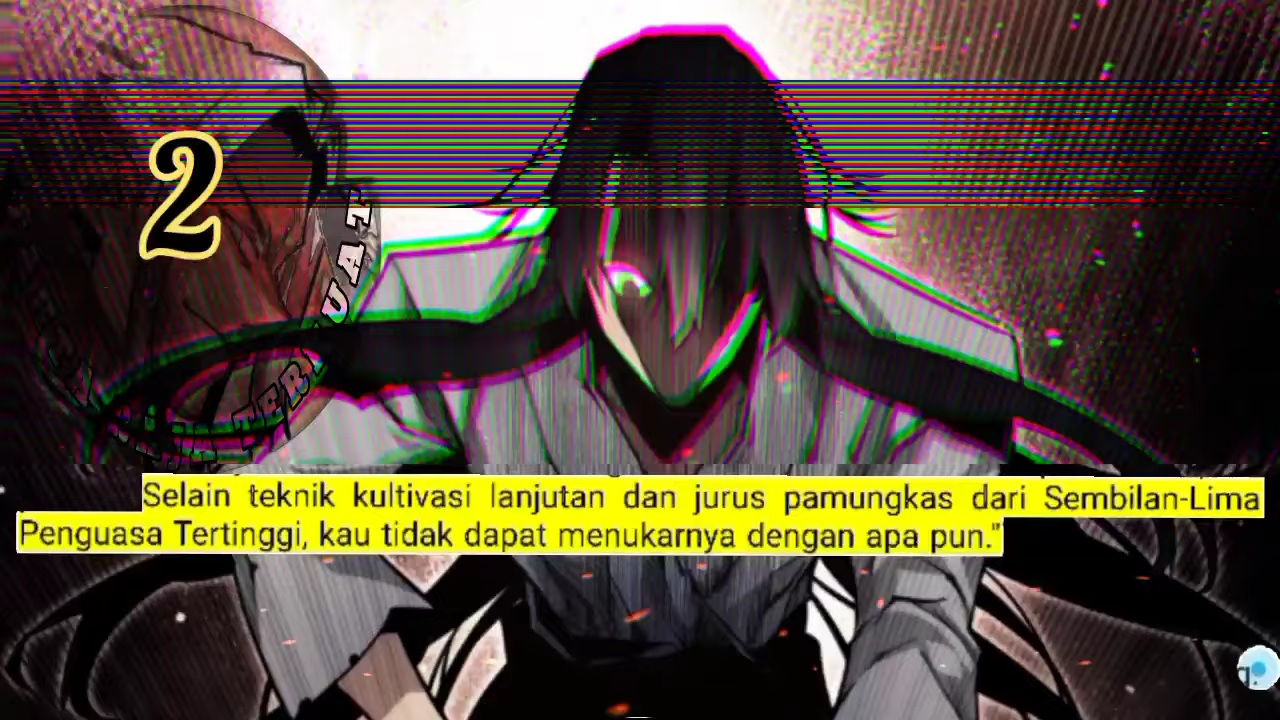 2
TERKUAT
Selain teknik kultivasi lanjutan dan jurus pamungkas dari Sembilan-Lima
Penguasa Tertinggi, kau tidak dapat menukarnya dengan apa pun."